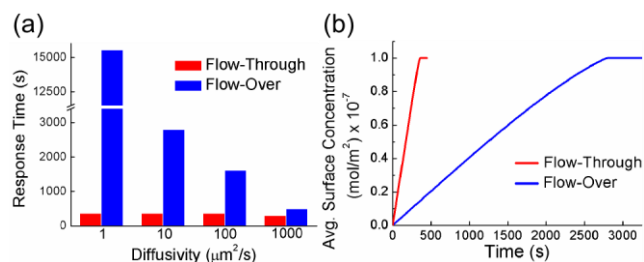 (a)
Response Time (s)
15000
12500
3000
2000
1000
0
Flow-Through
Flow-Over
1 10 100 1000
Diffusivity (μm²/s)
(b)
Avg. Surface Concentration
(mol/m²) x 10⁻⁷
1.0
0.8
0.6
0.4
0.2
0.0
Flow-Through
Flow-Over
0 500 1000 1500 2000 2500 3000
Time (s)